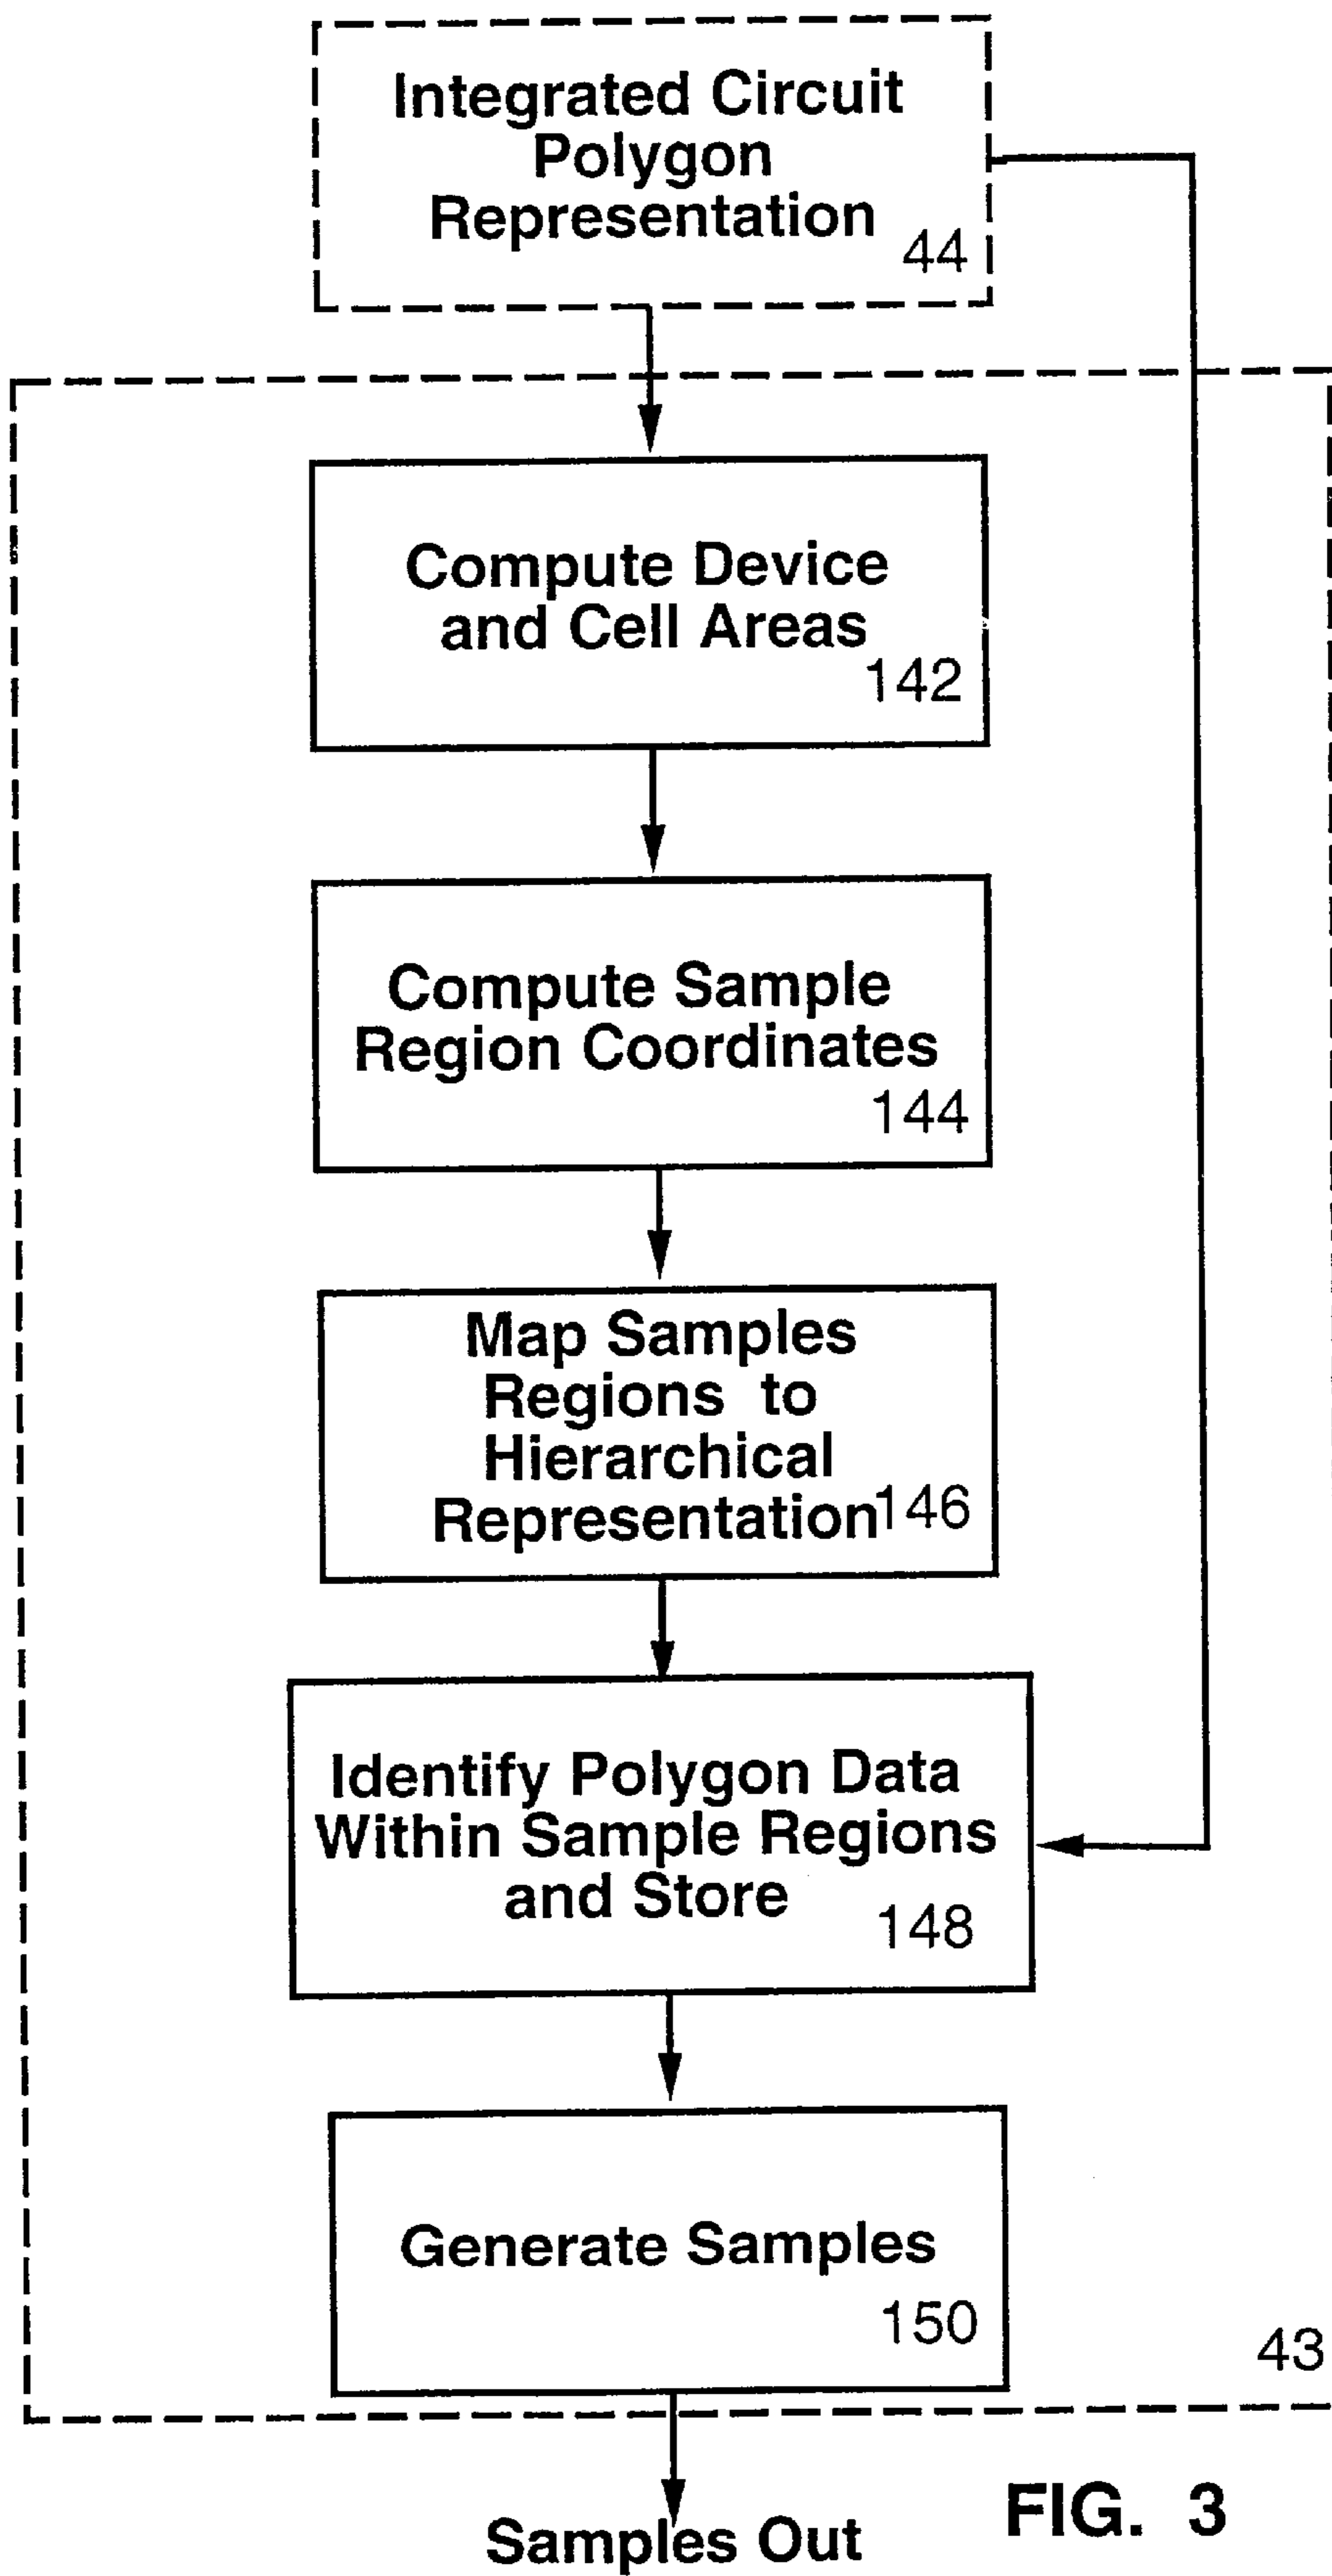 Integrated Circuit
Polygon
Representation
44
Compute Device
and Cell Areas
142
Compute Sample
Region Coordinates
144
Map Samples
Regions to
Hierarchical
Representation 146
Identify Polygon Data
Within Sample Regions
and Store
148
Generate Samples
150
43
Samples Out
FIG. 3